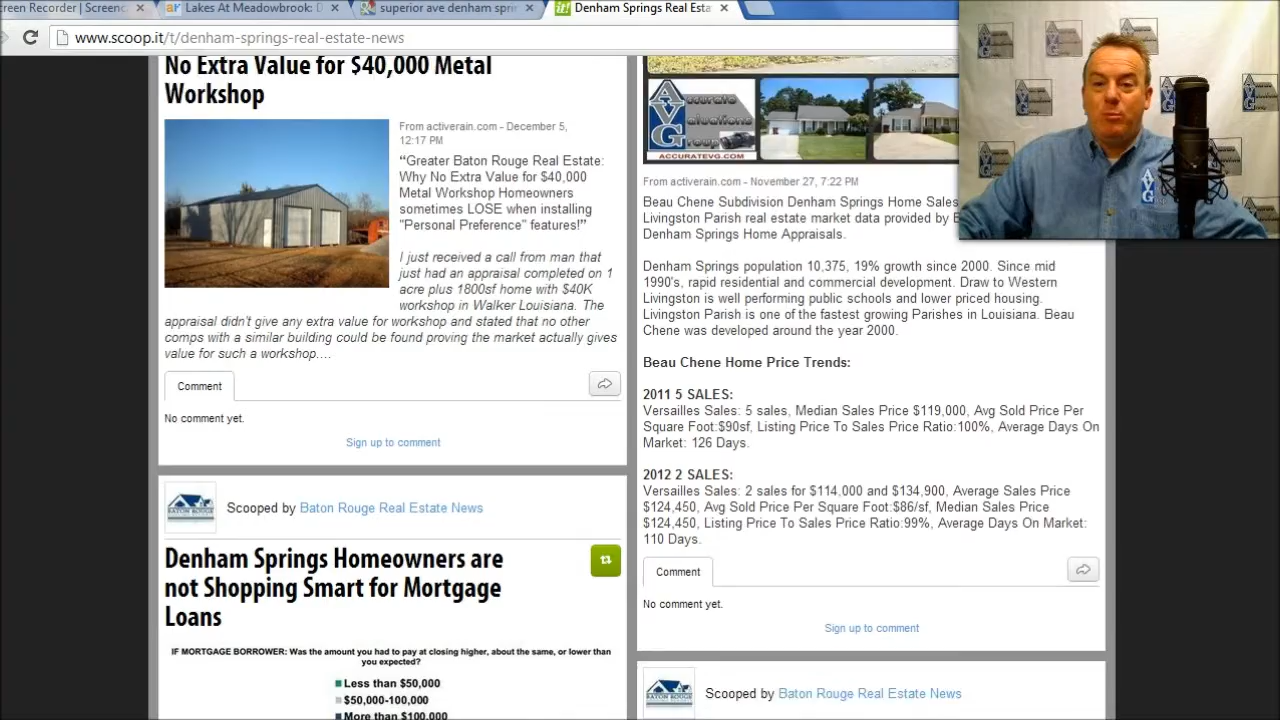 creen Recorder | Screenc
Lakes At Meadowbrook: D
superior ave denham spri
Denham Springs Real Esta
www.scoop.it/t/denham-springs-real-estate-news
No Extra Value for $40,000 Metal
Workshop
From activerain.com - December 5,
12:17 PM
“Greater Baton Rouge Real Estate:
Why No Extra Value for $40,000
Metal Workshop Homeowners
sometimes LOSE when installing
"Personal Preference" features!”
I just received a call from man that
just had an appraisal completed on 1
acre plus 1800sf home with $40K
workshop in Walker Louisiana. The
appraisal didn't give any extra value for workshop and stated that no other
comps with a similar building could be found proving the market actually gives
value for such a workshop....
Comment
No comment yet.
Sign up to comment
Scooped by Baton Rouge Real Estate News
Denham Springs Homeowners are
not Shopping Smart for Mortgage
Loans
IF MORTGAGE BORROWER: Was the amount you had to pay at closing higher, about the same, or lower than
you expected?
Less than $50,000
$50,000-100,000
More than $100,000
AVG
Accurate
Valuations
Group
ACCURATEVG.COM
From activerain.com - November 27, 7:22 PM
Beau Chene Subdivision Denham Springs Home Sales
Livingston Parish real estate market data provided by
Denham Springs Home Appraisals.
Denham Springs population 10,375, 19% growth since 2000. Since mid
1990's, rapid residential and commercial development. Draw to Western
Livingston is well performing public schools and lower priced housing.
Livingston Parish is one of the fastest growing Parishes in Louisiana. Beau
Chene was developed around the year 2000.
Beau Chene Home Price Trends:
2011 5 SALES:
Versailles Sales: 5 sales, Median Sales Price $119,000, Avg Sold Price Per
Square Foot:$90sf, Listing Price To Sales Price Ratio:100%, Average Days On
Market: 126 Days.
2012 2 SALES:
Versailles Sales: 2 sales for $114,000 and $134,900, Average Sales Price
$124,450, Avg Sold Price Per Square Foot:$86/sf, Median Sales Price
$124,450, Listing Price To Sales Price Ratio:99%, Average Days On Market:
110 Days.
Comment
No comment yet.
Sign up to comment
Scooped by Baton Rouge Real Estate News